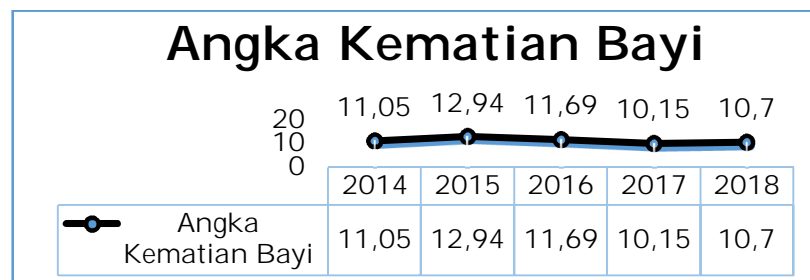 Angka Kematian Bayi
11,05 12,94 11,69 10,15 10,7
20
10
0
2014 2015 2016 2017 2018
Angka
Kematian Bayi
11,05 12,94 11,69 10,15 10,7